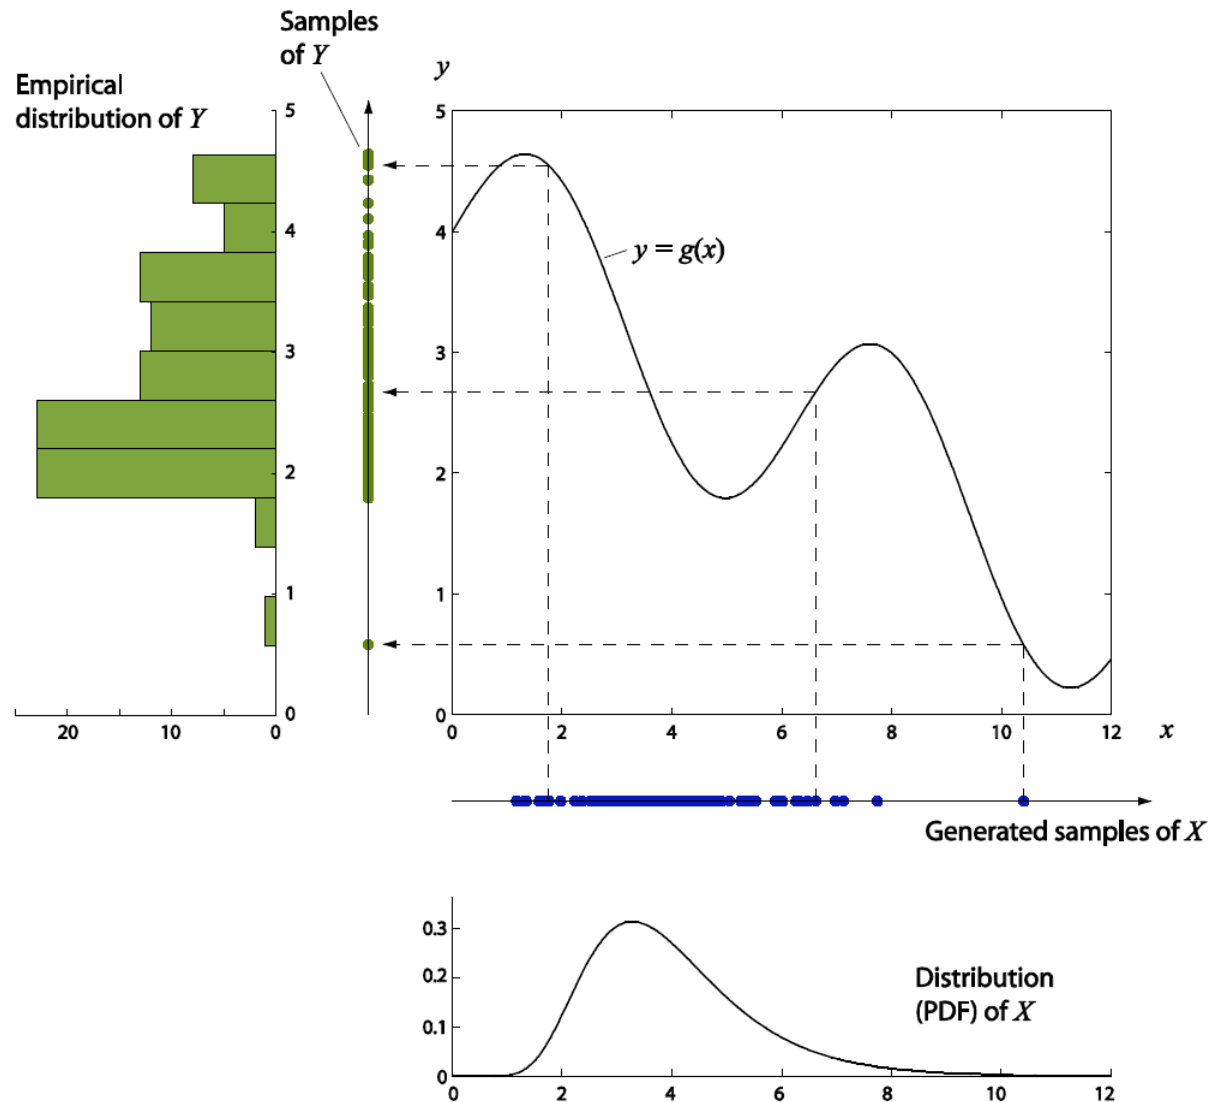 Samples
of Y
Empirical
distribution of Y
y
5
4
3
2
1
0
20 10 0
5
4
3
2
1
0
y = g(x)
0 2 4 6 8 10 12 x
Generated samples of X
0.3
0.2
0.1
0
Distribution
(PDF) of X
0 2 4 6 8 10 12